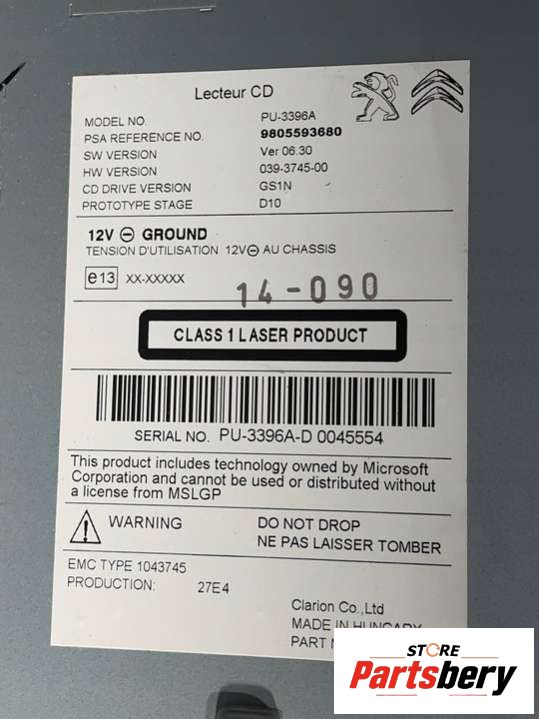 Lecteur CD
MODEL NO. PU-3396A
PSA REFERENCE NO. 9805593680
SW VERSION Ver 06.30
HW VERSION 039-3745-00
CD DRIVE VERSION GS1N
PROTOTYPE STAGE D10
12V ⊖ GROUND
TENSION D'UTILISATION 12V⊖ AU CHASSIS
e13 XX-XXXXX
14-090
CLASS 1 LASER PRODUCT
SERIAL NO. PU-3396A-D 0045554
This product includes technology owned by Microsoft
Corporation and cannot be used or distributed without
a license from MSLGP
WARNING DO NOT DROP
NE PAS LAISSER TOMBER
EMC TYPE 1043745
PRODUCTION: 27E4
Clarion Co.,Ltd
MADE IN HUNGARY
PART
STORE
Partsbery